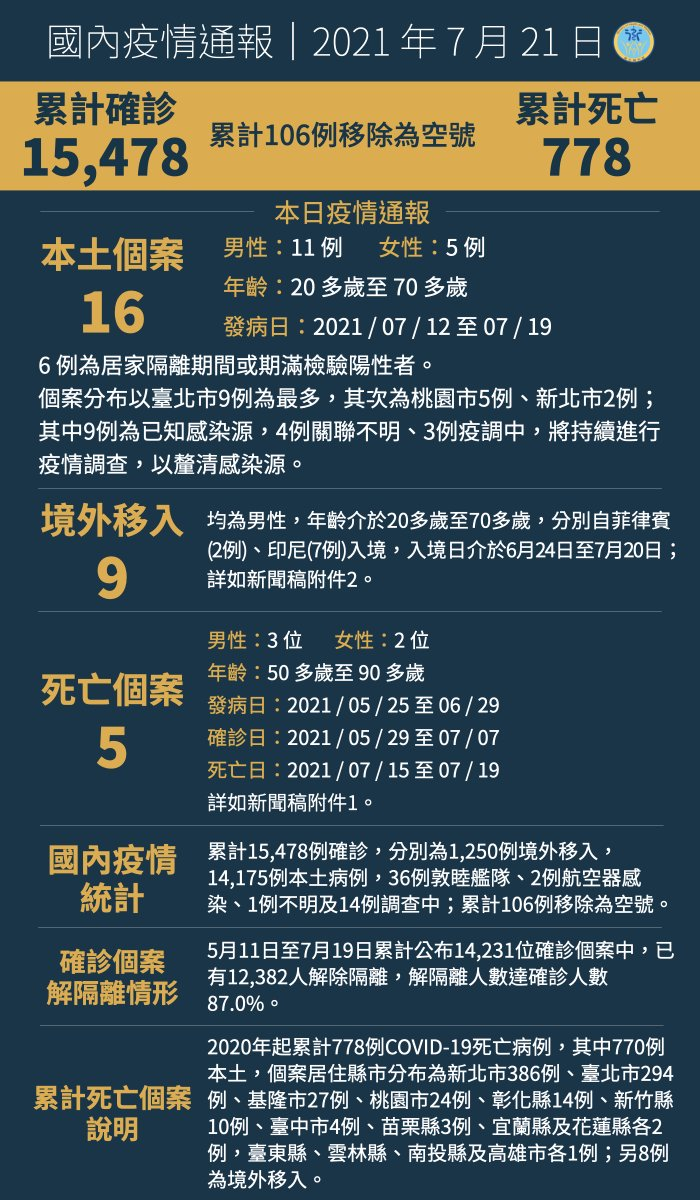 國內疫情通報｜2021 年 7 月 21 日
累計確診
15,478
累計106例移除為空號
累計死亡
778
本日疫情通報
本土個案
16
男性：11 例 女性：5 例
年齡：20 多歲至 70 多歲
發病日：2021 / 07 / 12 至 07 / 19
6 例為居家隔離期間或期滿檢驗陽性者。
個案分布以臺北市9例為最多，其次為桃園市5例、新北市2例；
其中9例為已知感染源，4例關聯不明、3例疫調中，將持續進行
疫情調查，以釐清感染源。
境外移入
9
均為男性，年齡介於20多歲至70多歲，分別自菲律賓
(2例)、印尼(7例)入境，入境日介於6月24日至7月20日；
詳如新聞稿附件2。
死亡個案
5
男性：3 位 女性：2 位
年齡：50 多歲至 90 多歲
發病日：2021 / 05 / 25 至 06 / 29
確診日：2021 / 05 / 29 至 07 / 07
死亡日：2021 / 07 / 15 至 07 / 19
詳如新聞稿附件1。
國內疫情
統計
累計15,478例確診，分別為1,250例境外移入，
14,175例本土病例，36例敦睦艦隊、2例航空器感
染、1例不明及14例調查中；累計106例移除為空號。
確診個案
解隔離情形
5月11日至7月19日累計公布14,231位確診個案中，已
有12,382人解除隔離，解隔離人數達確診人數
87.0%。
累計死亡個案
說明
2020年起累計778例COVID-19死亡病例，其中770例
本土，個案居住縣市分布為新北市386例、臺北市294
例、基隆市27例、桃園市24例、彰化縣14例、新竹縣
10例、臺中市4例、苗栗縣3例、宜蘭縣及花蓮縣各2
例，臺東縣、雲林縣、南投縣及高雄市各1例；另8例
為境外移入。